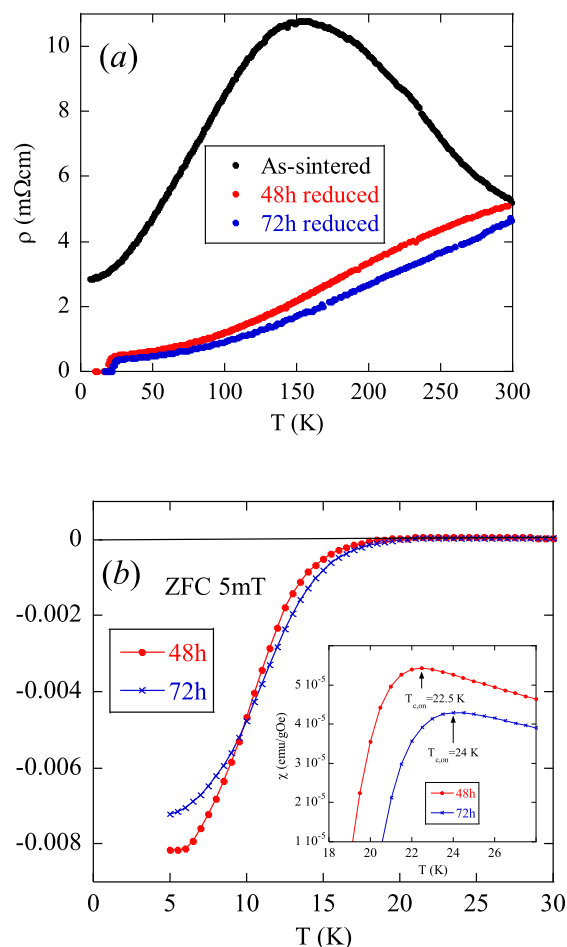 (a)
10
8
6
4
2
0
ρ (mΩcm)
As-sintered
48h reduced
72h reduced
0
50
100
150
200
250
300
T (K)
(b)
ZFC 5mT
0
-0.002
-0.004
-0.006
-0.008
48h
72h
χ (emu/gOe)
5 10⁻⁵
4 10⁻⁵
3 10⁻⁵
2 10⁻⁵
1 10⁻⁵
T_c,on=22.5 K
T_c,on=24 K
48h
72h
18
20
22
24
26
T (K)
0
5
10
15
20
25
30
T (K)